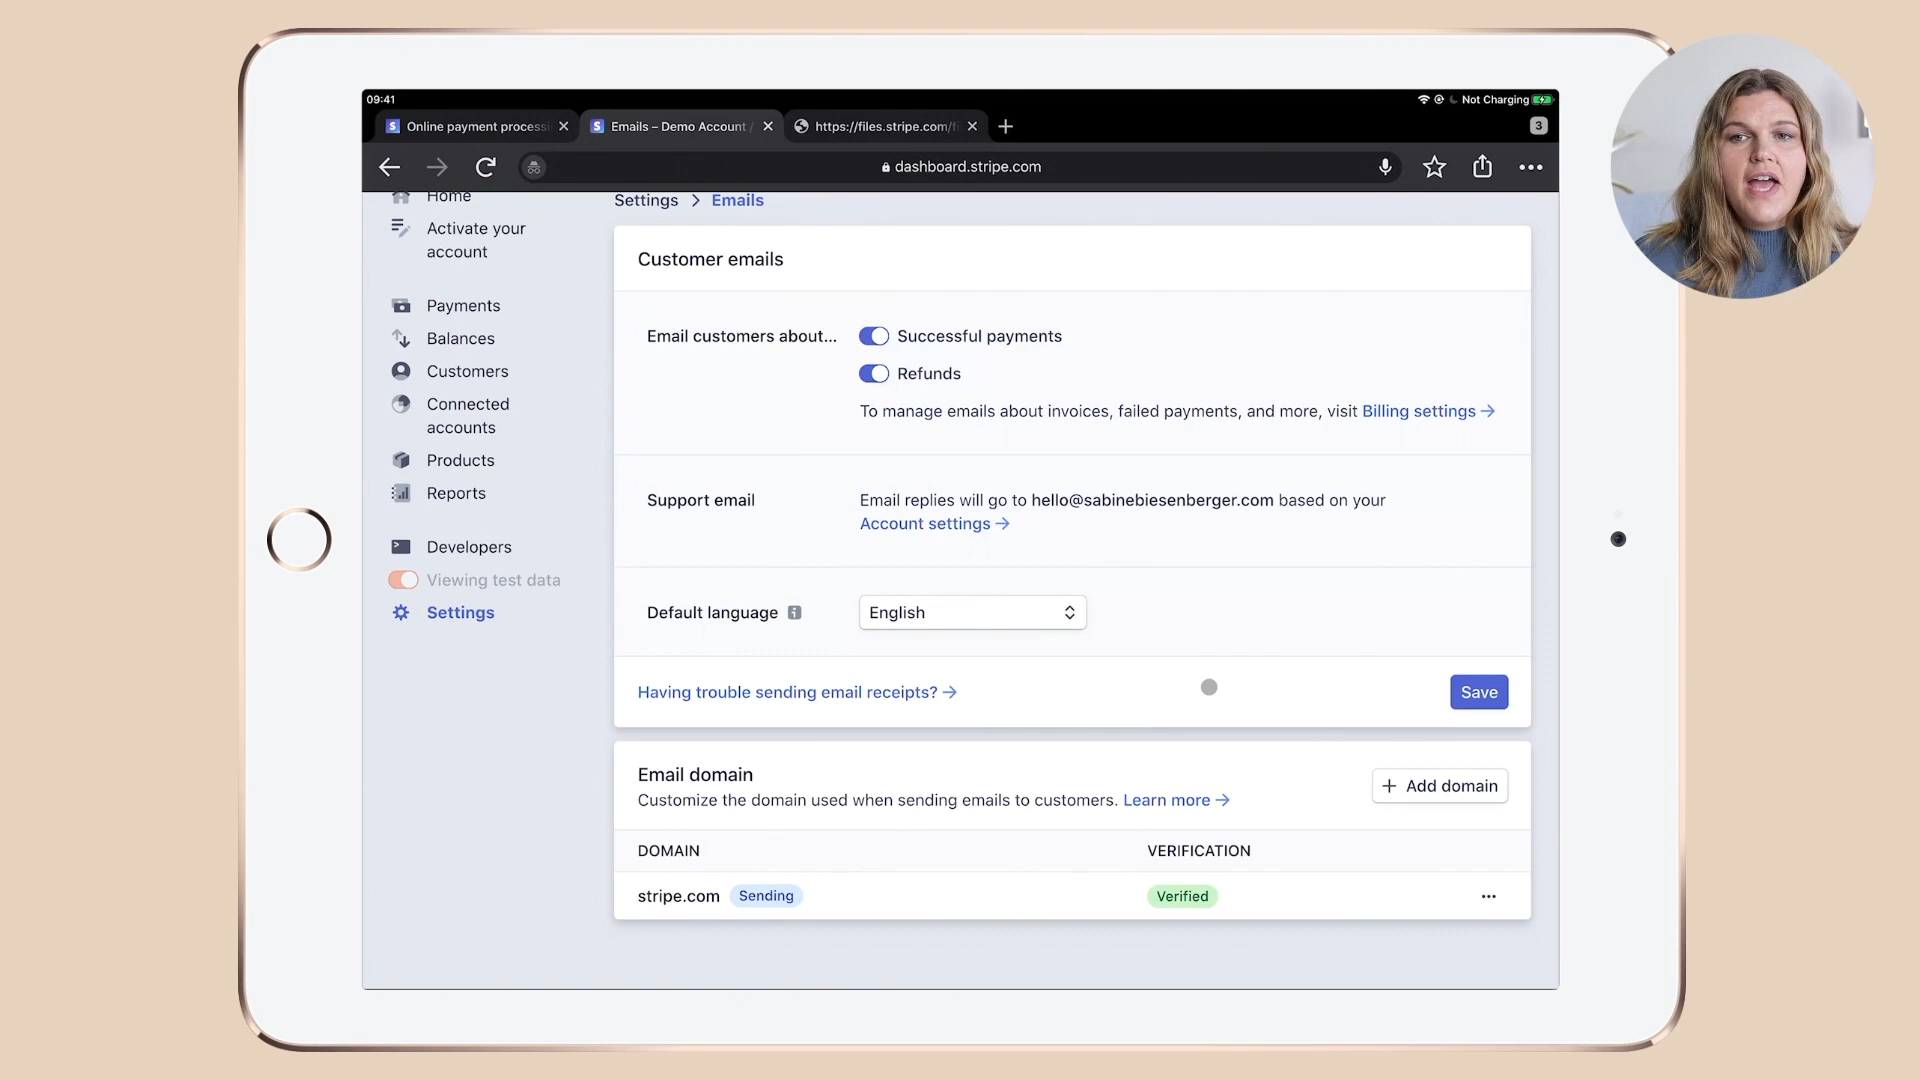 09:41
Not Charging
Online payment processi
Emails – Demo Account /
https://files.stripe.com/fi
3
dashboard.stripe.com
Home
Activate your
account
Payments
Balances
Customers
Connected
accounts
Products
Reports
Developers
Viewing test data
Settings
Settings > Emails
Customer emails
Email customers about...
Successful payments
Refunds
To manage emails about invoices, failed payments, and more, visit Billing settings →
Support email
Email replies will go to hello@sabinebiesenberger.com based on your
Account settings →
Default language
English
Having trouble sending email receipts? →
Save
Email domain
Customize the domain used when sending emails to customers. Learn more →
+ Add domain
DOMAIN
VERIFICATION
stripe.com Sending
Verified